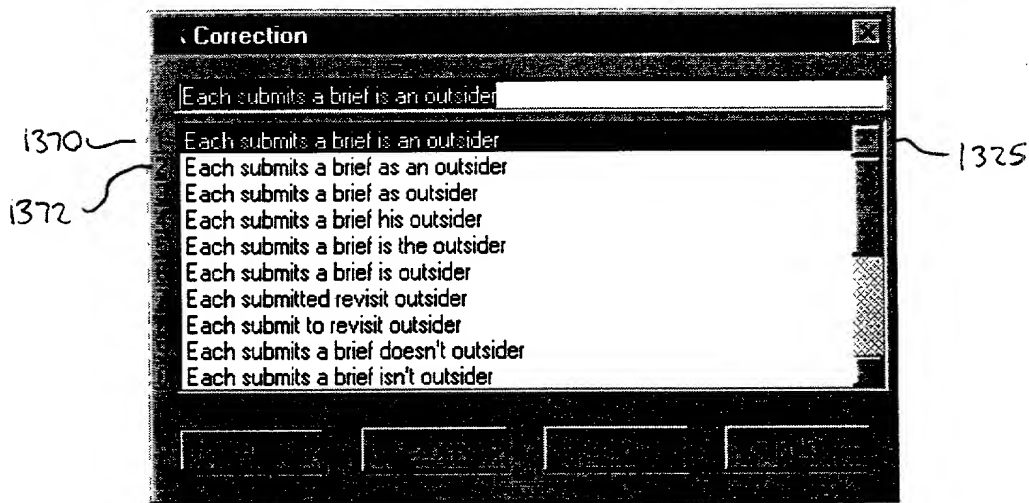 Correction
Each submits a brief is an outsider
1370
Each submits a brief is an outsider
1325
1372
Each submits a brief as an outsider
Each submits a brief as outsider
Each submits a brief his outsider
Each submits a brief is the outsider
Each submits a brief is outsider
Each submitted revisit outsider
Each submit to revisit outsider
Each submits a brief doesn't outsider
Each submits a brief isn't outsider